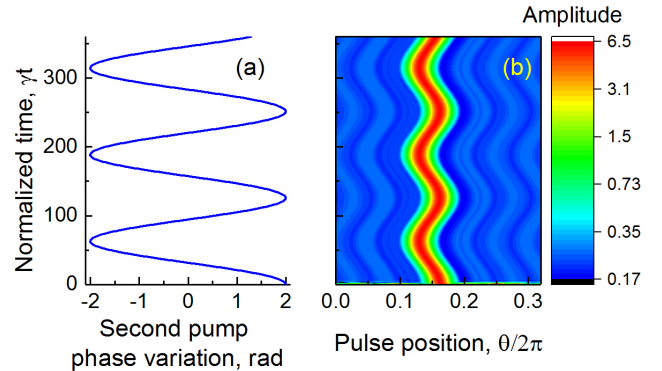 Amplitude
(a)
(b)
Normalized time, γt
300
200
100
0
-2 -1 0 1 2
Second pump
phase variation, rad
0.0 0.1 0.2 0.3
Pulse position, θ/2π
6.5
3.1
1.5
0.73
0.35
0.17